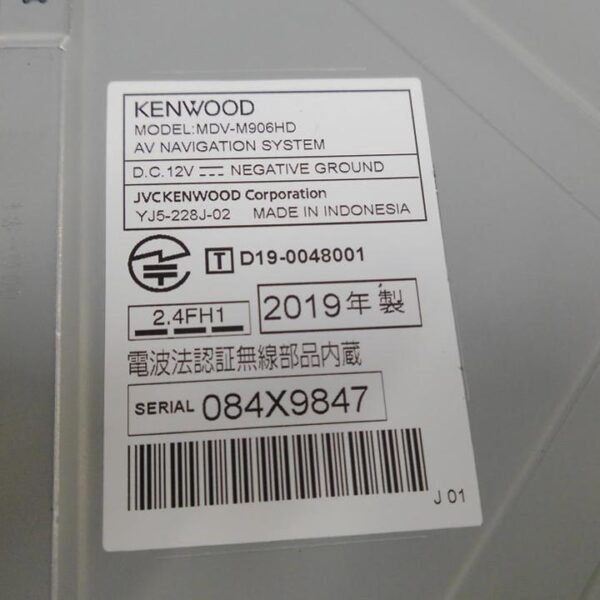 KENWOOD
MODEL:MDV-M906HD
AV NAVIGATION SYSTEM
D.C.12V ⎓ NEGATIVE GROUND
JVCKENWOOD Corporation
YJ5-228J-02 MADE IN INDONESIA
T D19-0048001
2.4FH1
2019年 製
電波法認証無線部品内蔵
SERIAL 084X9847
J 01